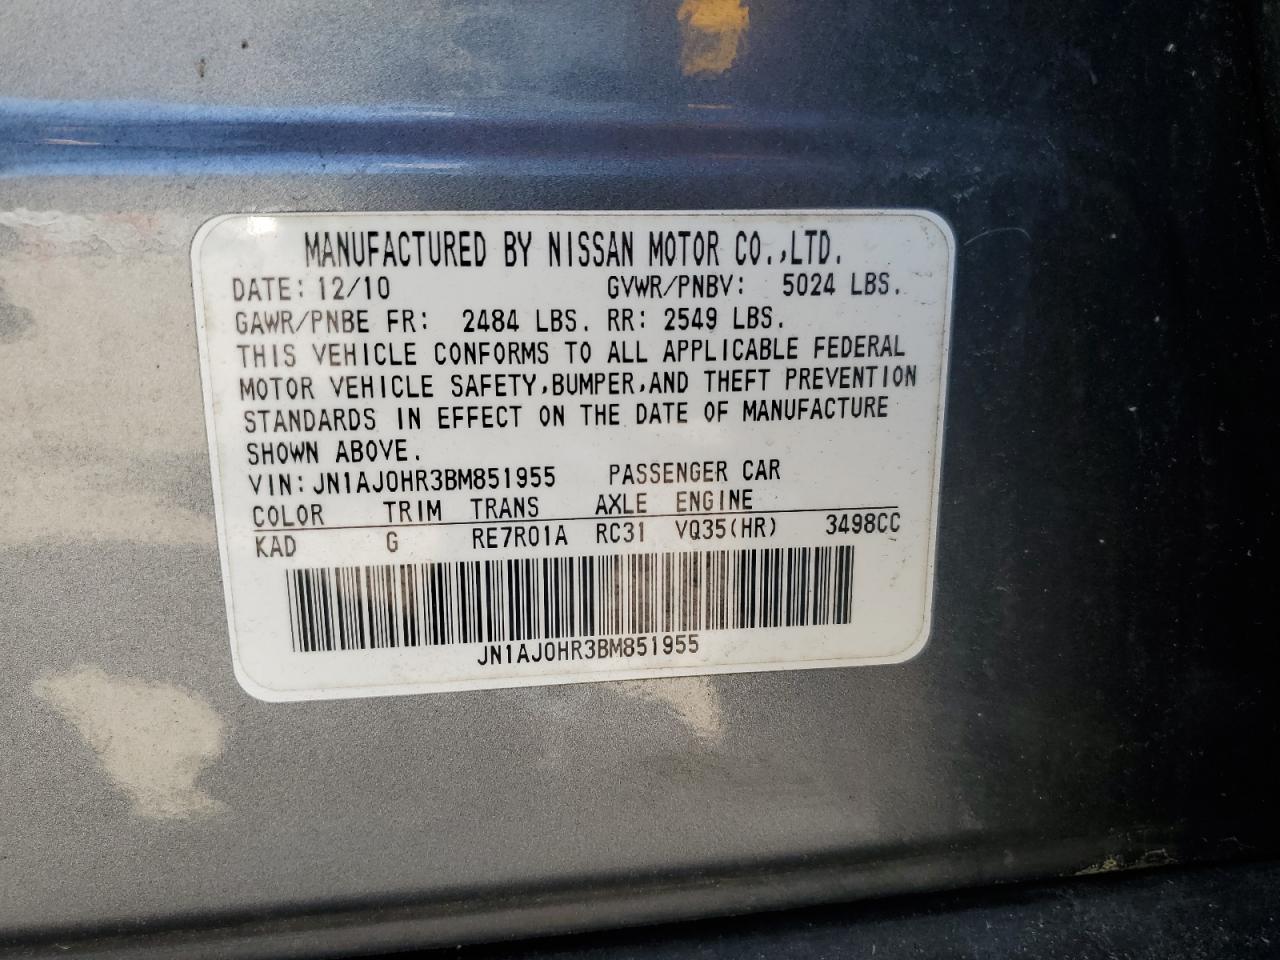 MANUFACTURED BY NISSAN MOTOR CO.,LTD.
DATE: 12/10 GVWR/PNBV: 5024 LBS.
GAWR/PNBE FR: 2484 LBS. RR: 2549 LBS.
THIS VEHICLE CONFORMS TO ALL APPLICABLE FEDERAL
MOTOR VEHICLE SAFETY,BUMPER,AND THEFT PREVENTION
STANDARDS IN EFFECT ON THE DATE OF MANUFACTURE
SHOWN ABOVE.
VIN: JN1AJ0HR3BM851955 PASSENGER CAR
COLOR TRIM TRANS AXLE ENGINE
KAD G RE7R01A RC31 VQ35(HR) 3498CC
JN1AJ0HR3BM851955